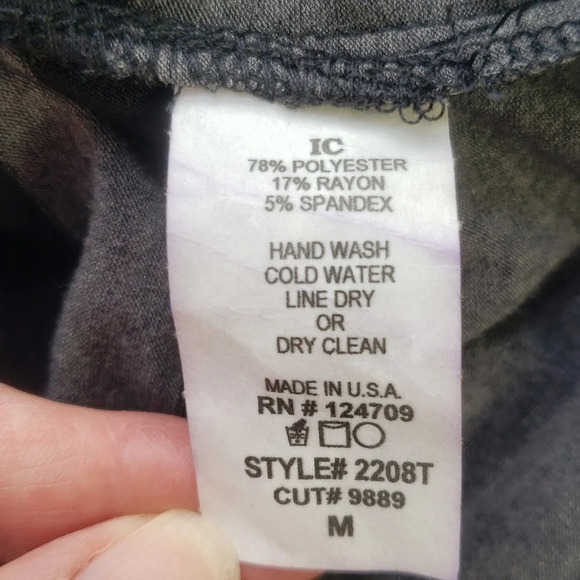 IC
78% POLYESTER
17% RAYON
5% SPANDEX
HAND WASH
COLD WATER
LINE DRY
OR
DRY CLEAN
MADE IN U.S.A.
RN # 124709
STYLE# 2208T
CUT# 9889
M